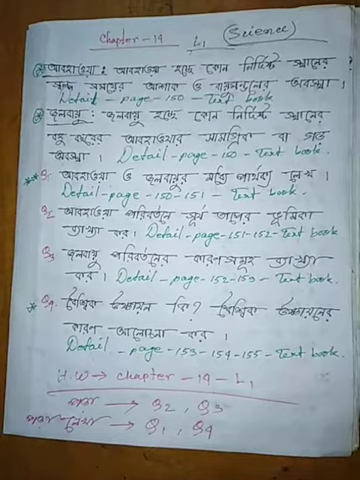 Chapter - 14 L1 (Science)
আবহাওয়া : আবহাওয়া হচ্ছে কোন নির্দিষ্ট স্থানের
স্বল্প সময়ের আকাশ ও বায়ুমন্ডলের অবস্থা।
Detail - page - 150 - Text book
জলবায়ু : জলবায়ু হচ্ছে কোন নির্দিষ্ট স্থানের
বহু বছরের আবহাওয়ার সামগ্রিক বা গড়
অবস্থা। Detail - page - 150 - Text book.
** Q1 আবহাওয়া ও জলবায়ুর মধ্যে পার্থক্য লেখ।
Detail - page - 150 - 151 - Text book.
Q2 আবহাওয়া পরিবর্তনে সূর্য তাপের ভূমিকা
ব্যাখ্যা কর। Detail - page - 151 - 152 - Text book
Q3 জলবায়ু পরিবর্তনের কারণসমূহ ব্যাখ্যা
কর। Detail - page - 152 - 153 - Text book.
* Q4 বৈশ্বিক উষ্ণায়ন কি? বৈশ্বিক উষ্ণায়নের
কারণ আলোচনা কর।
Detail - page - 153 - 154 - 155 - Text book.
H.W → Chapter - 14 - L1
পড়া → Q2, Q3
পড়া লেখা → Q1, Q4